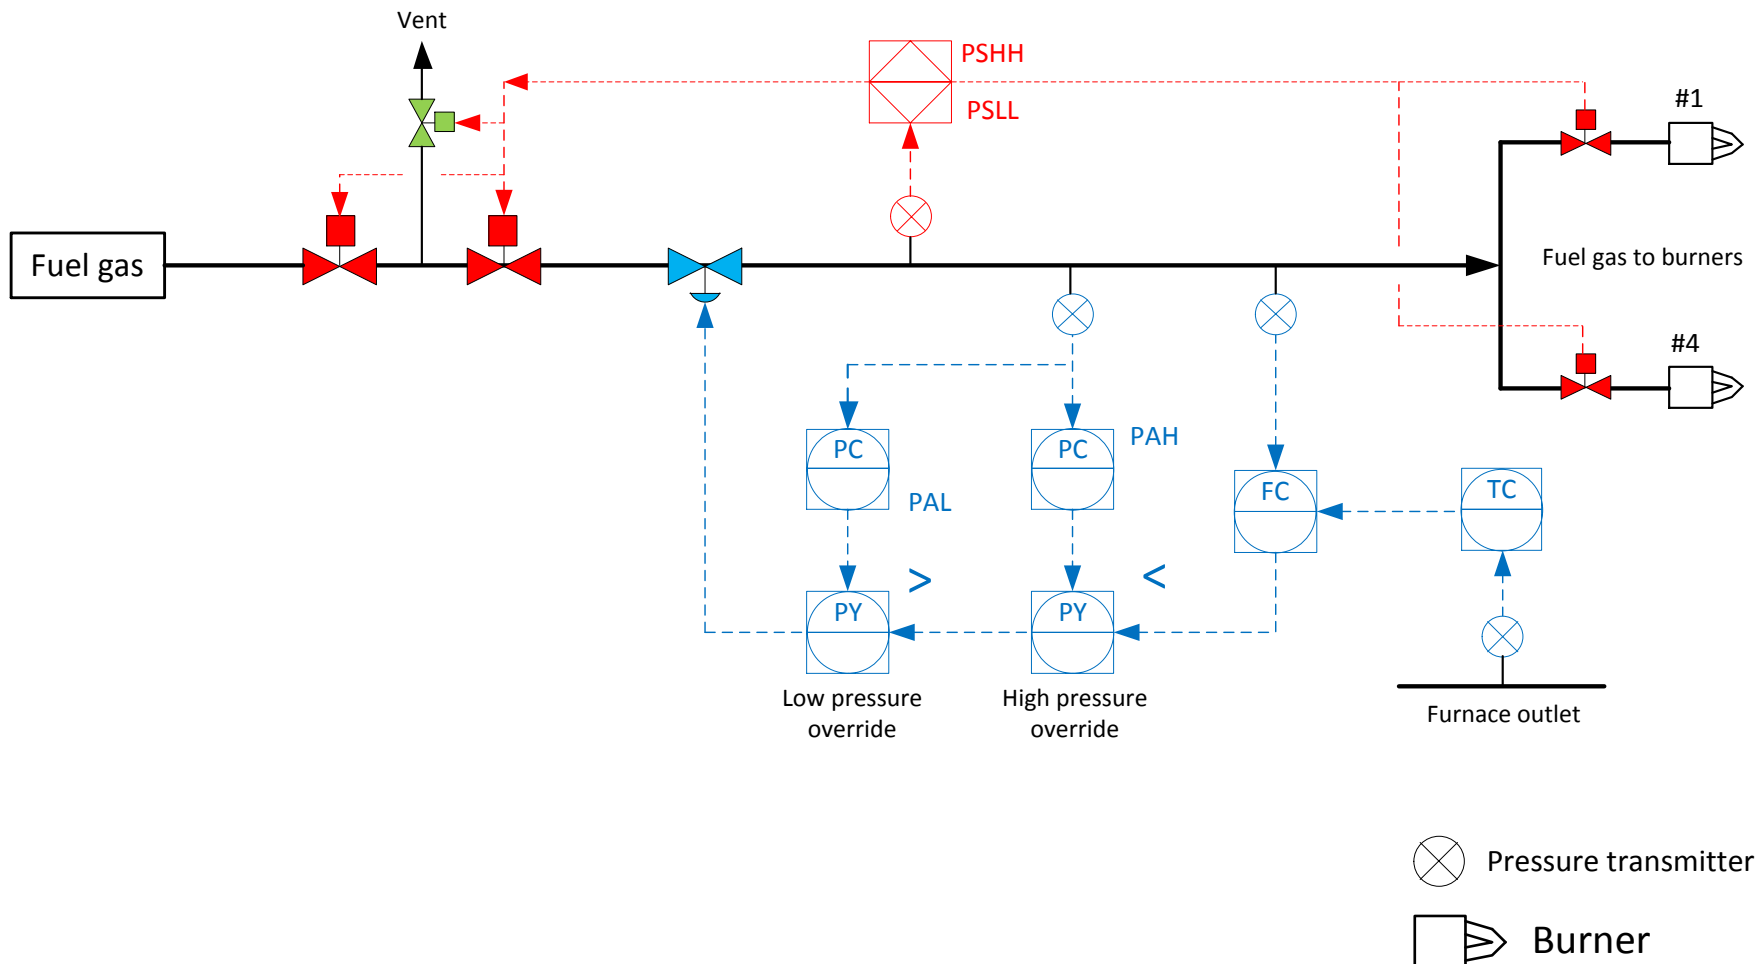 Vent
PSHH
PSLL
#1
Fuel gas
Fuel gas to burners
#4
PC
PAL
PC
PAH
FC
TC
>
<
PY
PY
Low pressure
override
High pressure
override
Furnace outlet
Pressure transmitter
Burner